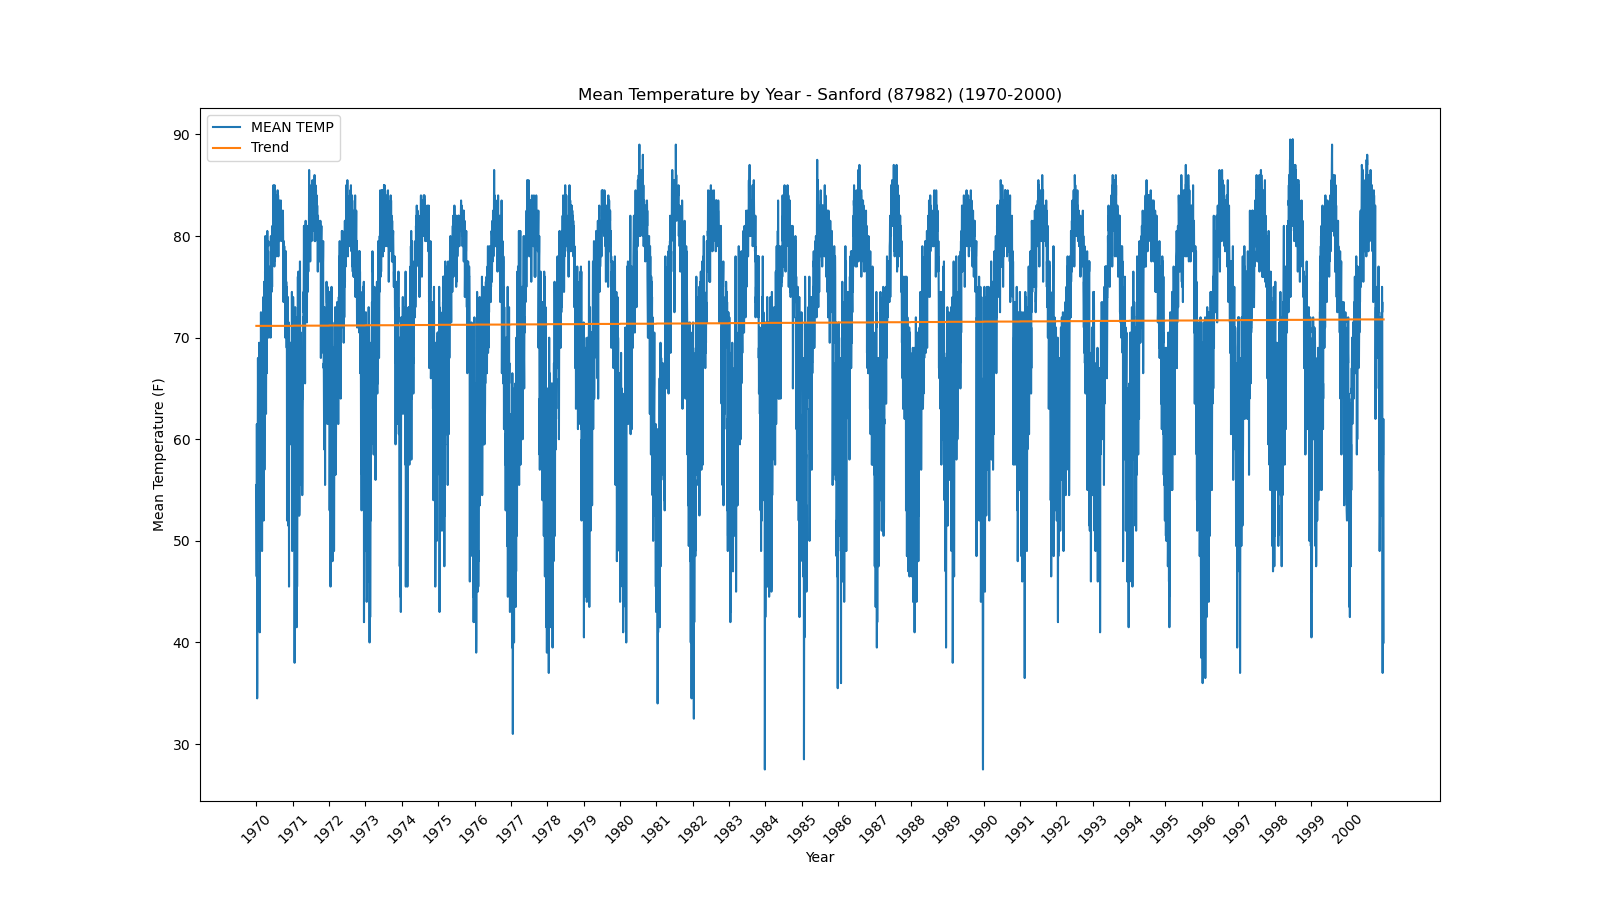 Mean Temperature by Year - Sanford (87982) (1970-2000)
MEAN TEMP
Trend
90
80
70
60
50
40
30
Mean Temperature (F)
1970 1971 1972 1973 1974 1975 1976 1977 1978 1979 1980 1981 1982 1983 1984 1985 1986 1987 1988 1989 1990 1991 1992 1993 1994 1995 1996 1997 1998 1999 2000
Year